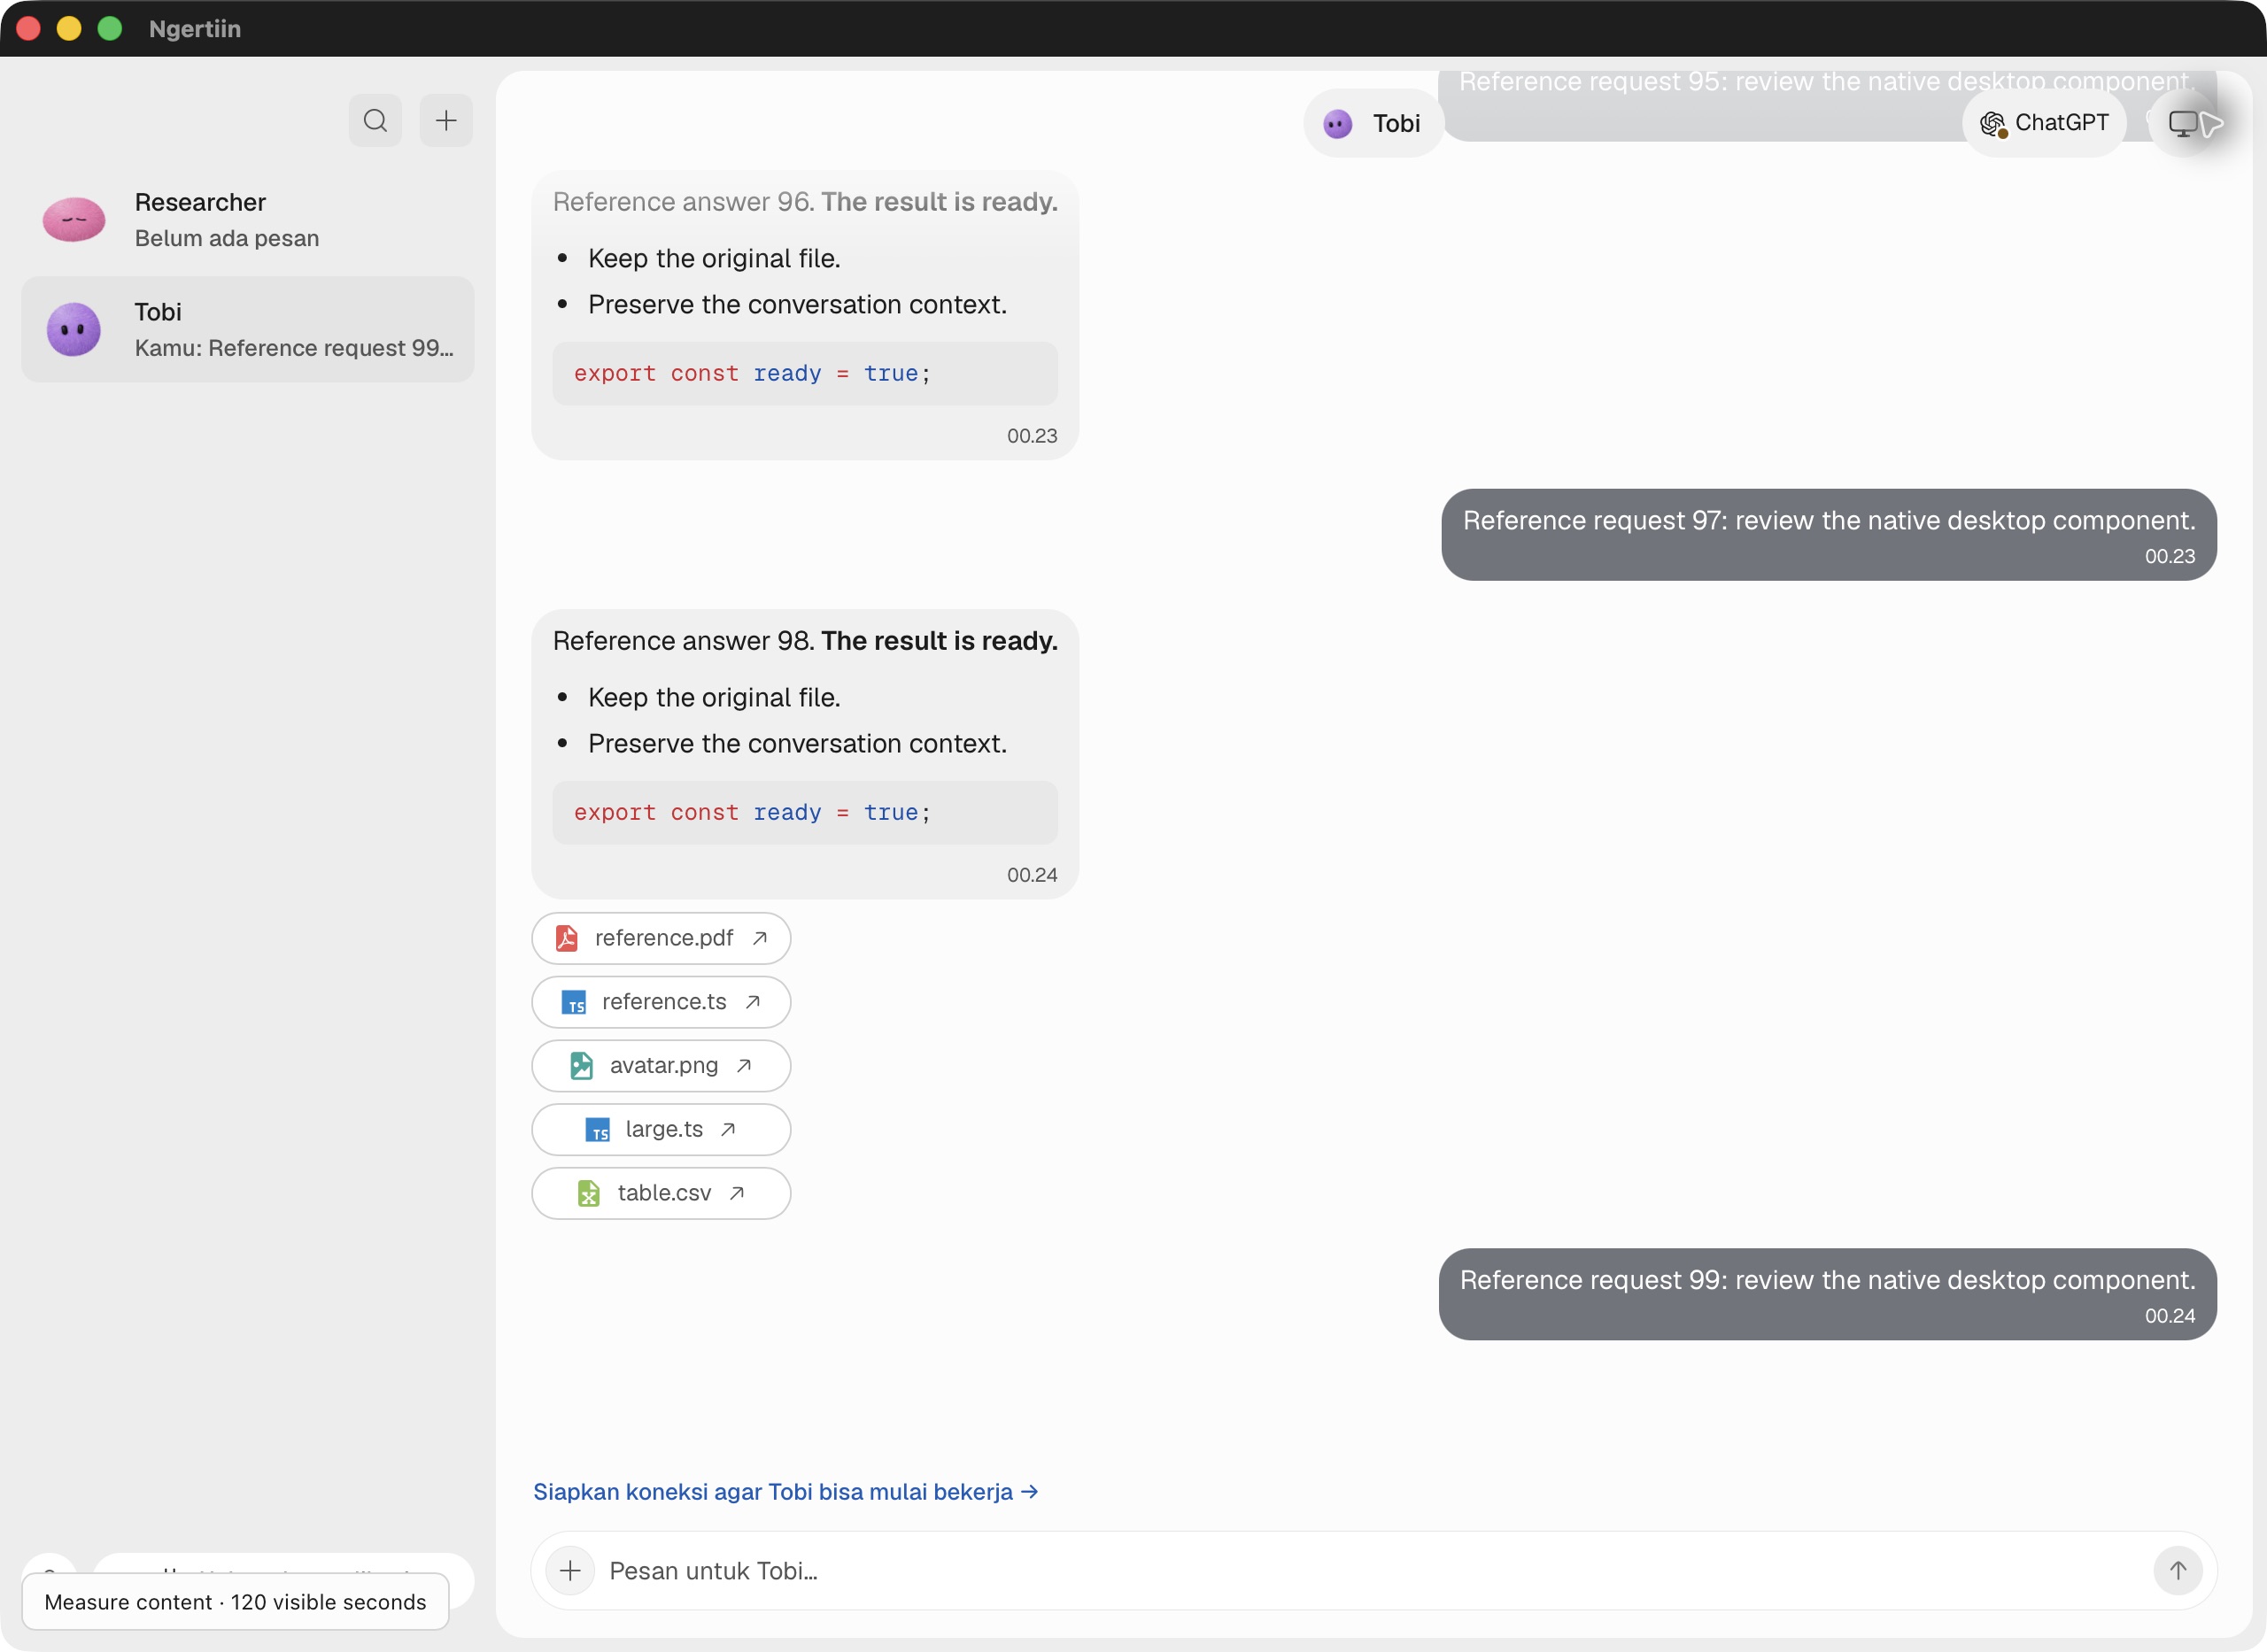 Ngertiin
Researcher
Belum ada pesan
Tobi
Kamu: Reference request 99...
Measure content · 120 visible seconds
Tobi
ChatGPT
Reference request 95: review the native desktop component.
Reference answer 96. The result is ready.
• Keep the original file.
• Preserve the conversation context.
export const ready = true;
00.23
Reference request 97: review the native desktop component.
00.23
Reference answer 98. The result is ready.
• Keep the original file.
• Preserve the conversation context.
export const ready = true;
00.24
reference.pdf
TS reference.ts
avatar.png
TS large.ts
table.csv
Reference request 99: review the native desktop component.
00.24
Siapkan koneksi agar Tobi bisa mulai bekerja →
Pesan untuk Tobi...